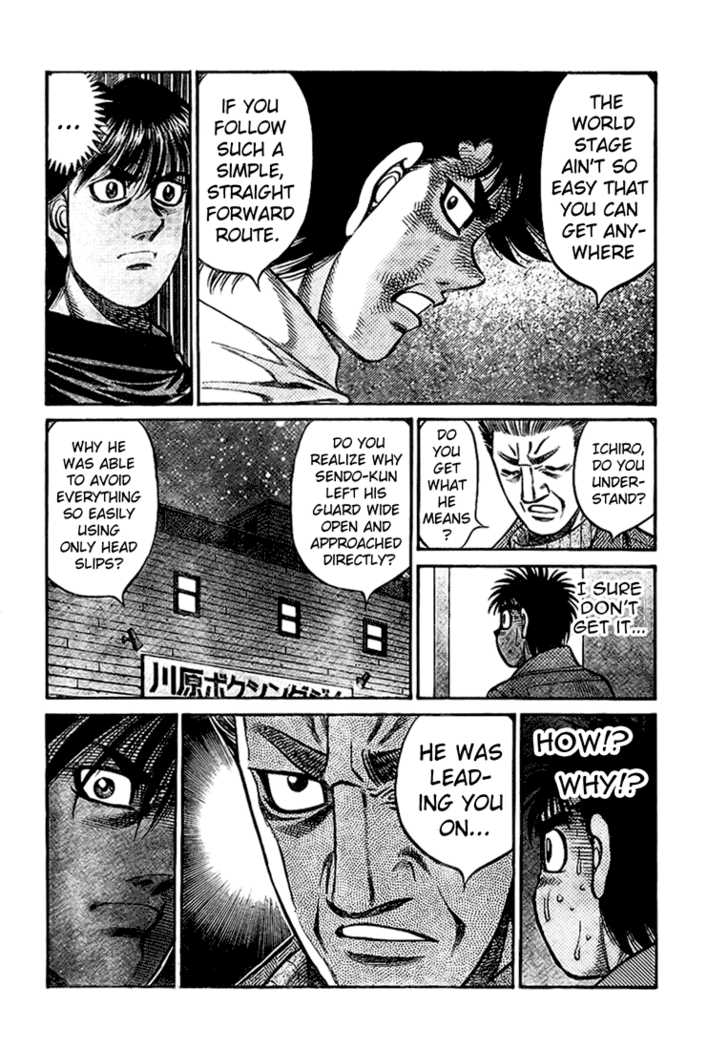 THE
WORLD
STAGE
AIN'T SO
EASY THAT
YOU CAN
GET ANY-
WHERE
IF YOU
FOLLOW
SUCH A
SIMPLE,
STRAIGHT
FORWARD
ROUTE.
...
ICHIRO,
DO YOU
UNDER-
STAND?
DO
YOU
GET
WHAT
HE
MEANS
?
I SURE
DON'T
GET IT...
DO YOU
REALIZE WHY
SENDO-KUN
LEFT HIS
GUARD WIDE
OPEN AND
APPROACHED
DIRECTLY?
WHY HE
WAS ABLE
TO AVOID
EVERYTHING
SO EASILY
USING
ONLY HEAD
SLIPS?
川原ボクシングジム
HOW!?
WHY!?
HE WAS
LEAD-
ING YOU
ON...